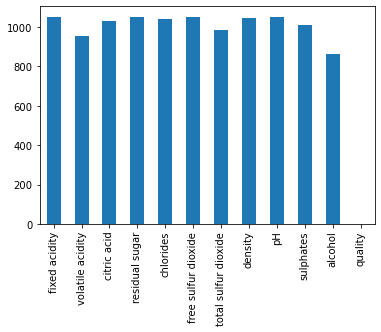 1000
800
600
400
200
0
fixed acidity
volatile acidity
citric acid
residual sugar
chlorides
free sulfur dioxide
total sulfur dioxide
density
pH
sulphates
alcohol
quality